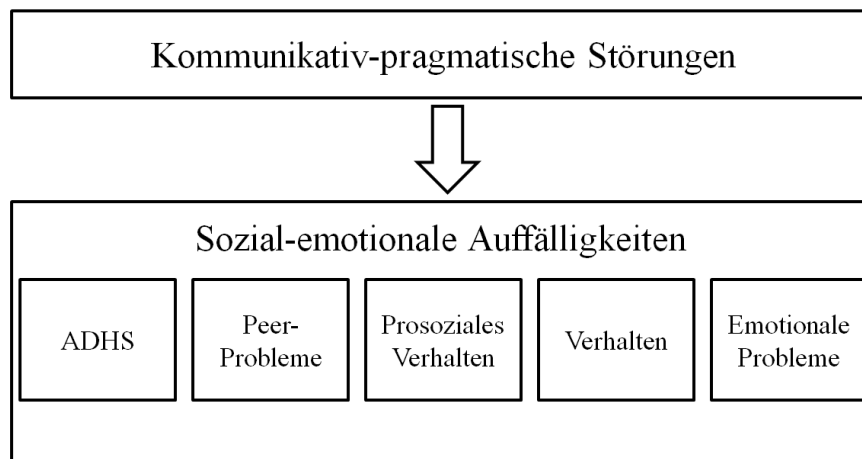 Kommunikativ-pragmatische Störungen
Sozial-emotionale Auffälligkeiten
ADHS
Peer-
Probleme
Prosoziales
Verhalten
Verhalten
Emotionale
Probleme